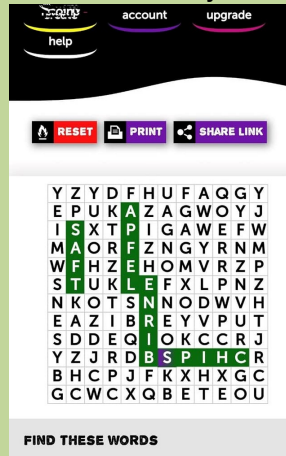 account upgrade
help
RESET PRINT SHARE LINK
Y Z Y D F H U F A Q G Y
E P U K A Z A G W O Y J
I S X T P I G A W E F W
M A O R F Z N G Y R N M
W F H Z E H O M V R Z P
S T U K L E F X L P N Z
N K O T S N N O D W V H
E A Z I B R E Y V P U T
S D D E Q I O K C C R J
Y Z J R D B S P I H C R
B H C P J F K X H X G C
G C W C X Q B E T E O U
FIND THESE WORDS